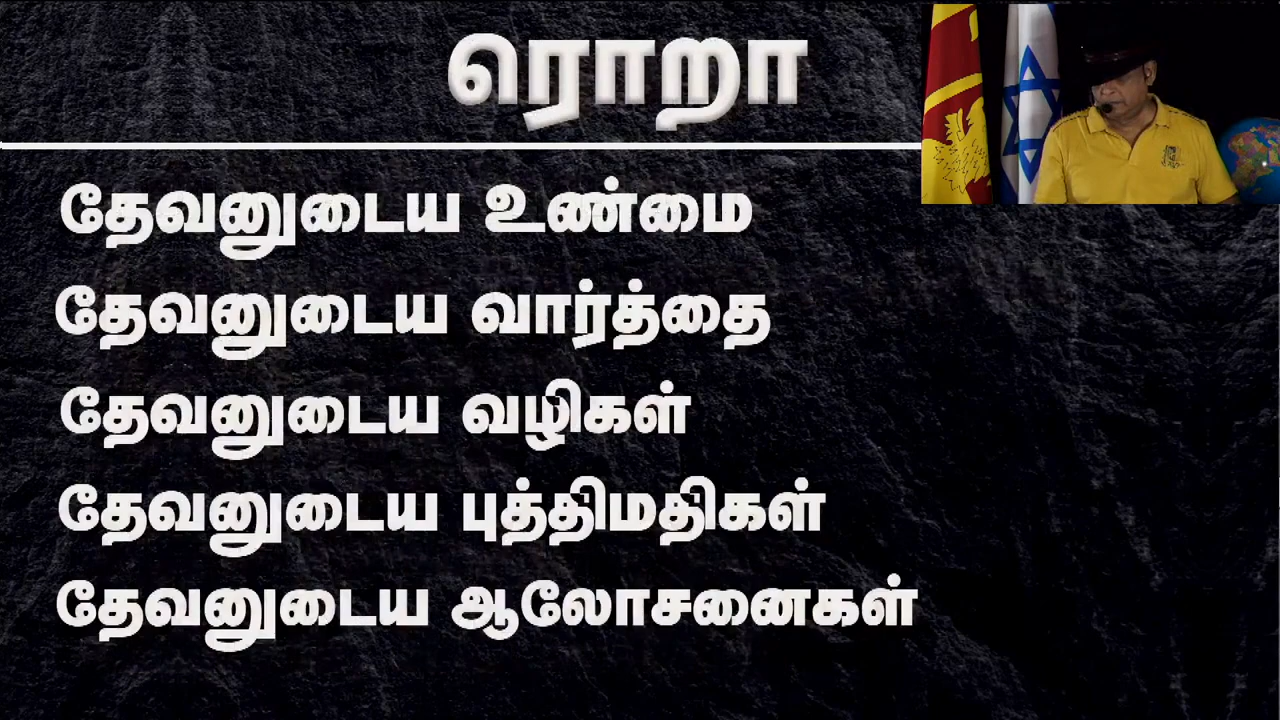 ரொறா
தேவனுடைய உண்மை
தேவனுடைய வார்த்தை
தேவனுடைய வழிகள்
தேவனுடைய புத்திமதிகள்
தேவனுடைய ஆலோசனைகள்